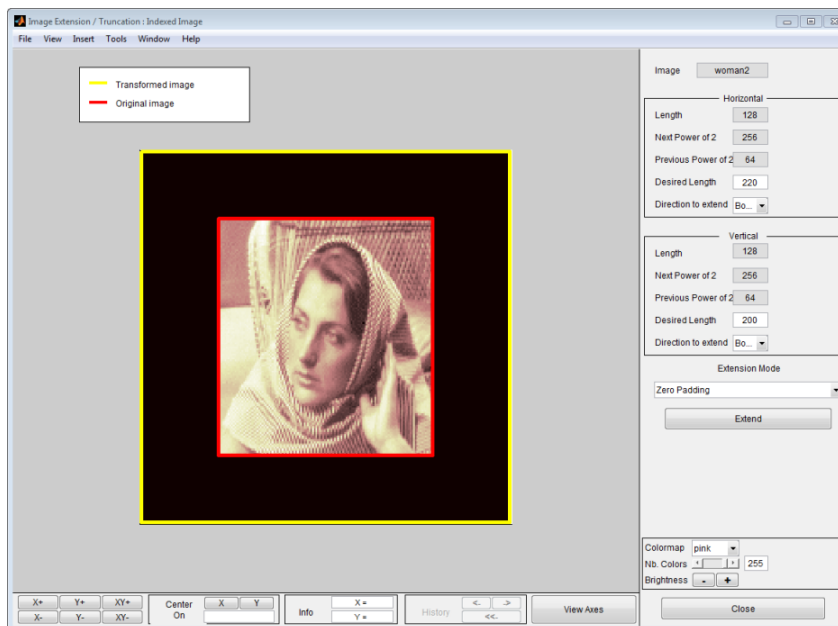 Image Extension / Truncation : Indexed Image
File View Insert Tools Window Help
Transformed image
Original image
Image woman2
Horizontal
Length 128
Next Power of 2 256
Previous Power of 2 64
Desired Length 220
Direction to extend Bo...
Vertical
Length 128
Next Power of 2 256
Previous Power of 2 64
Desired Length 200
Direction to extend Bo...
Extension Mode
Zero Padding
Extend
Colormap pink
Nb. Colors 255
Brightness - +
X+ Y+ XY+
X- Y- XY-
Center On X Y
Info X = Y =
History <- -> <<-
View Axes
Close